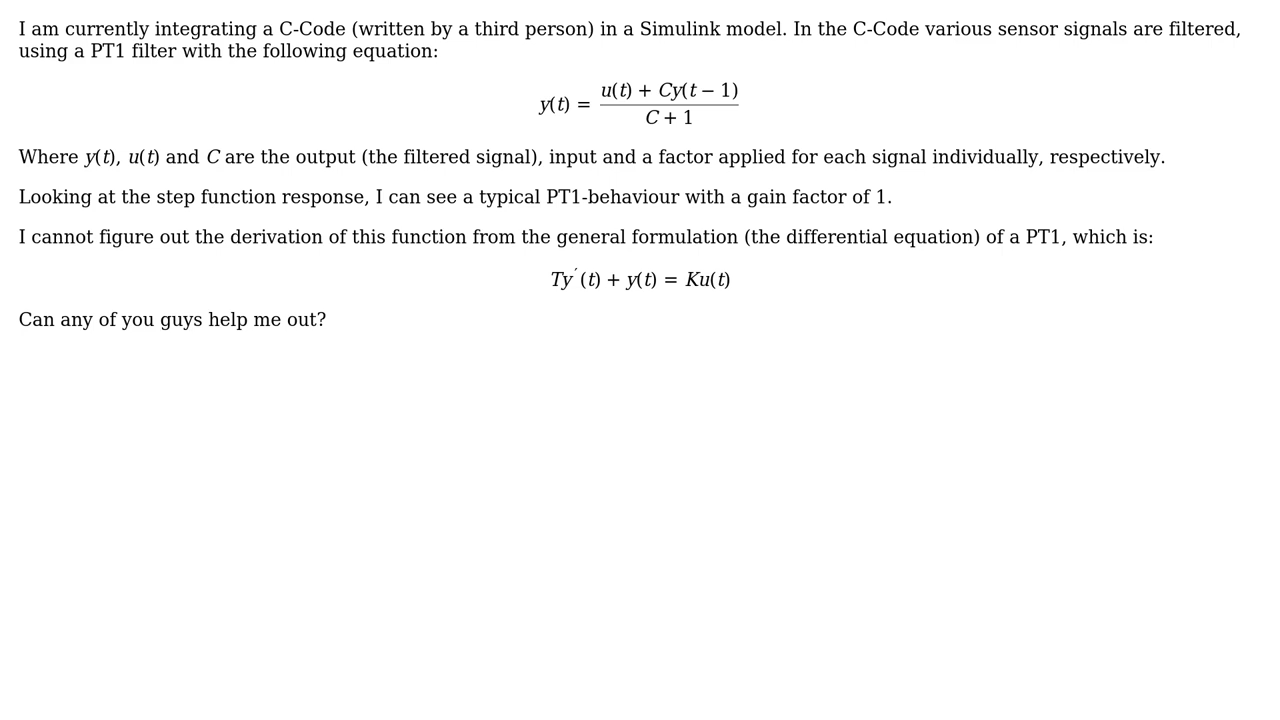 I am currently integrating a C-Code (written by a third person) in a Simulink model. In the C-Code various sensor signals are filtered,
using a PT1 filter with the following equation:
y(t) = \frac{u(t) + Cy(t − 1)}{C + 1}
Where y(t), u(t) and C are the output (the filtered signal), input and a factor applied for each signal individually, respectively.
Looking at the step function response, I can see a typical PT1-behaviour with a gain factor of 1.
I cannot figure out the derivation of this function from the general formulation (the differential equation) of a PT1, which is:
Ty′(t) + y(t) = Ku(t)
Can any of you guys help me out?